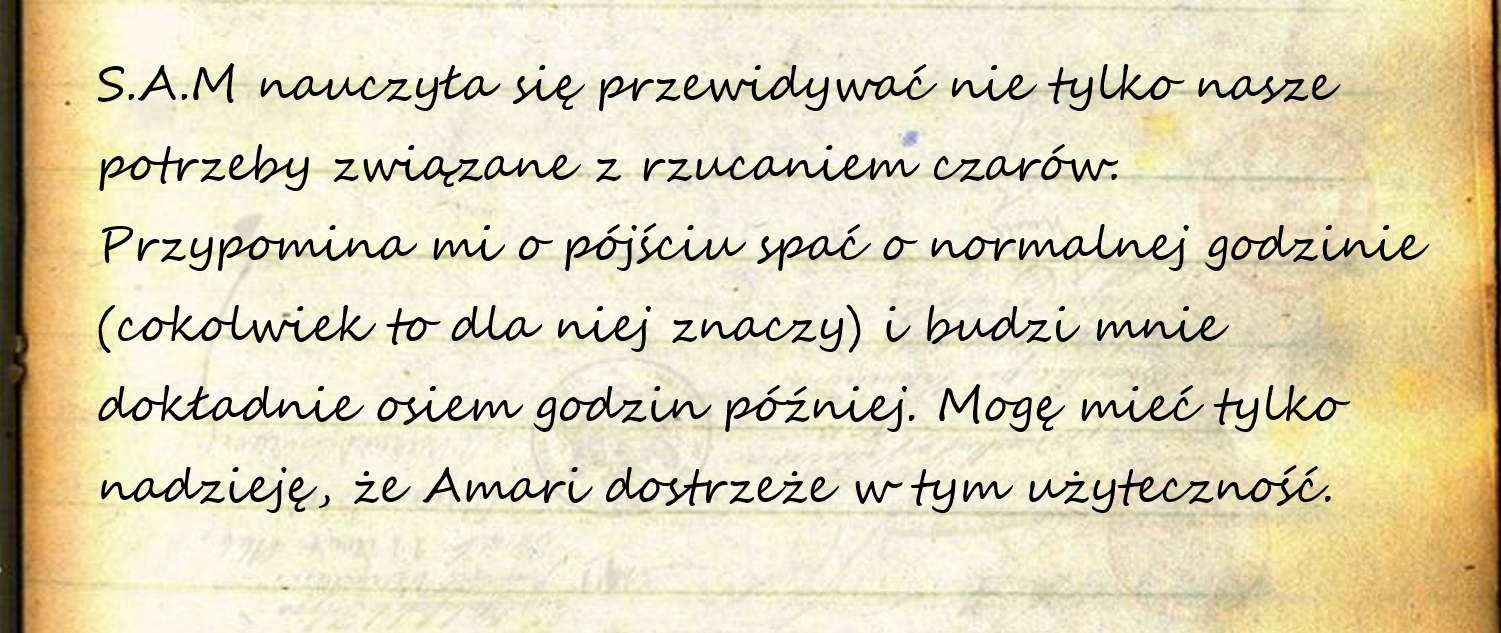 S.A.M nauczyła się przewidywać nie tylko nasze
potrzeby związane z rzucaniem czarów.
Przypomina mi o pójściu spać o normalnej godzinie
(cokolwiek to dla niej znaczy) i budzi mnie
dokładnie osiem godzin później. Mogę mieć tylko
nadzieję, że Amari dostrzeże w tym użyteczność.